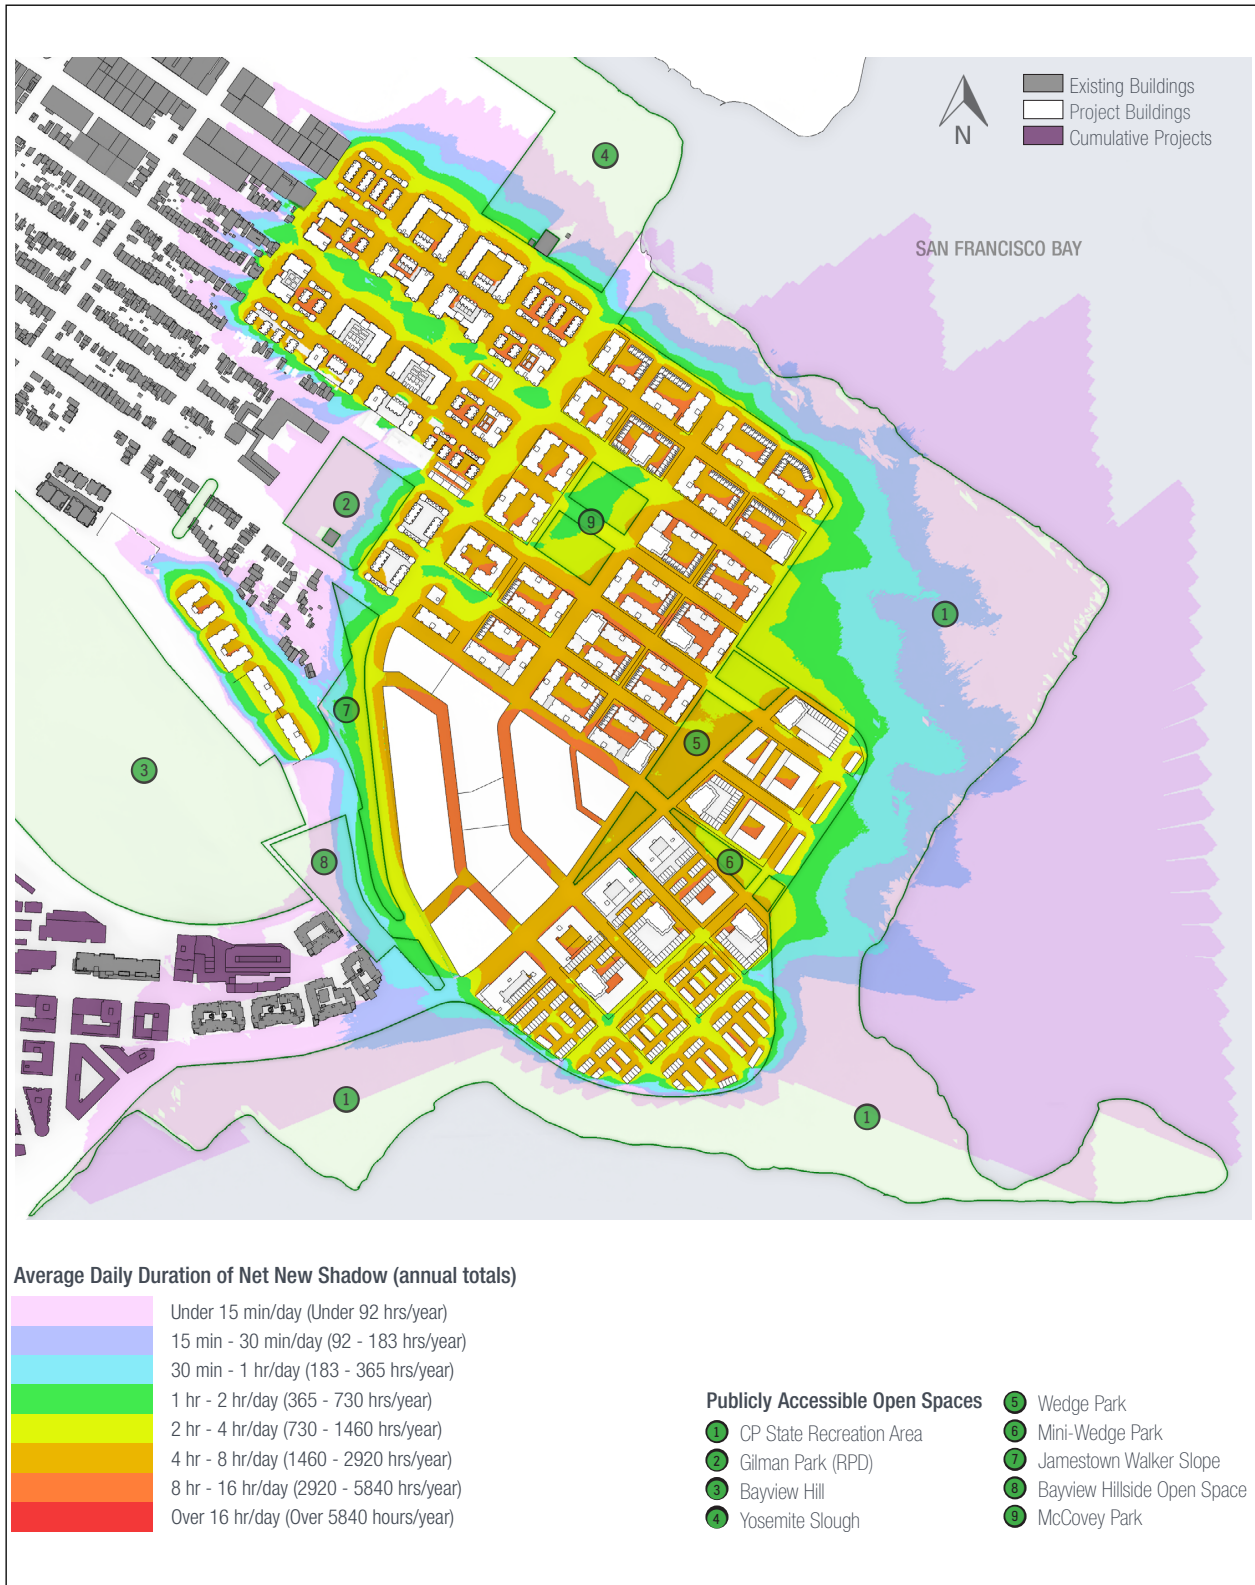 Existing Buildings
Project Buildings
Cumulative Projects
N
4
SAN FRANCISCO BAY
2
9
1
7
5
3
8
6
1
1
Average Daily Duration of Net New Shadow (annual totals)
Under 15 min/day (Under 92 hrs/year)
15 min - 30 min/day (92 - 183 hrs/year)
30 min - 1 hr/day (183 - 365 hrs/year)
1 hr - 2 hr/day (365 - 730 hrs/year)
2 hr - 4 hr/day (730 - 1460 hrs/year)
4 hr - 8 hr/day (1460 - 2920 hrs/year)
8 hr - 16 hr/day (2920 - 5840 hrs/year)
Over 16 hr/day (Over 5840 hours/year)
Publicly Accessible Open Spaces
1 CP State Recreation Area
2 Gilman Park (RPD)
3 Bayview Hill
4 Yosemite Slough
5 Wedge Park
6 Mini-Wedge Park
7 Jamestown Walker Slope
8 Bayview Hillside Open Space
9 McCovey Park